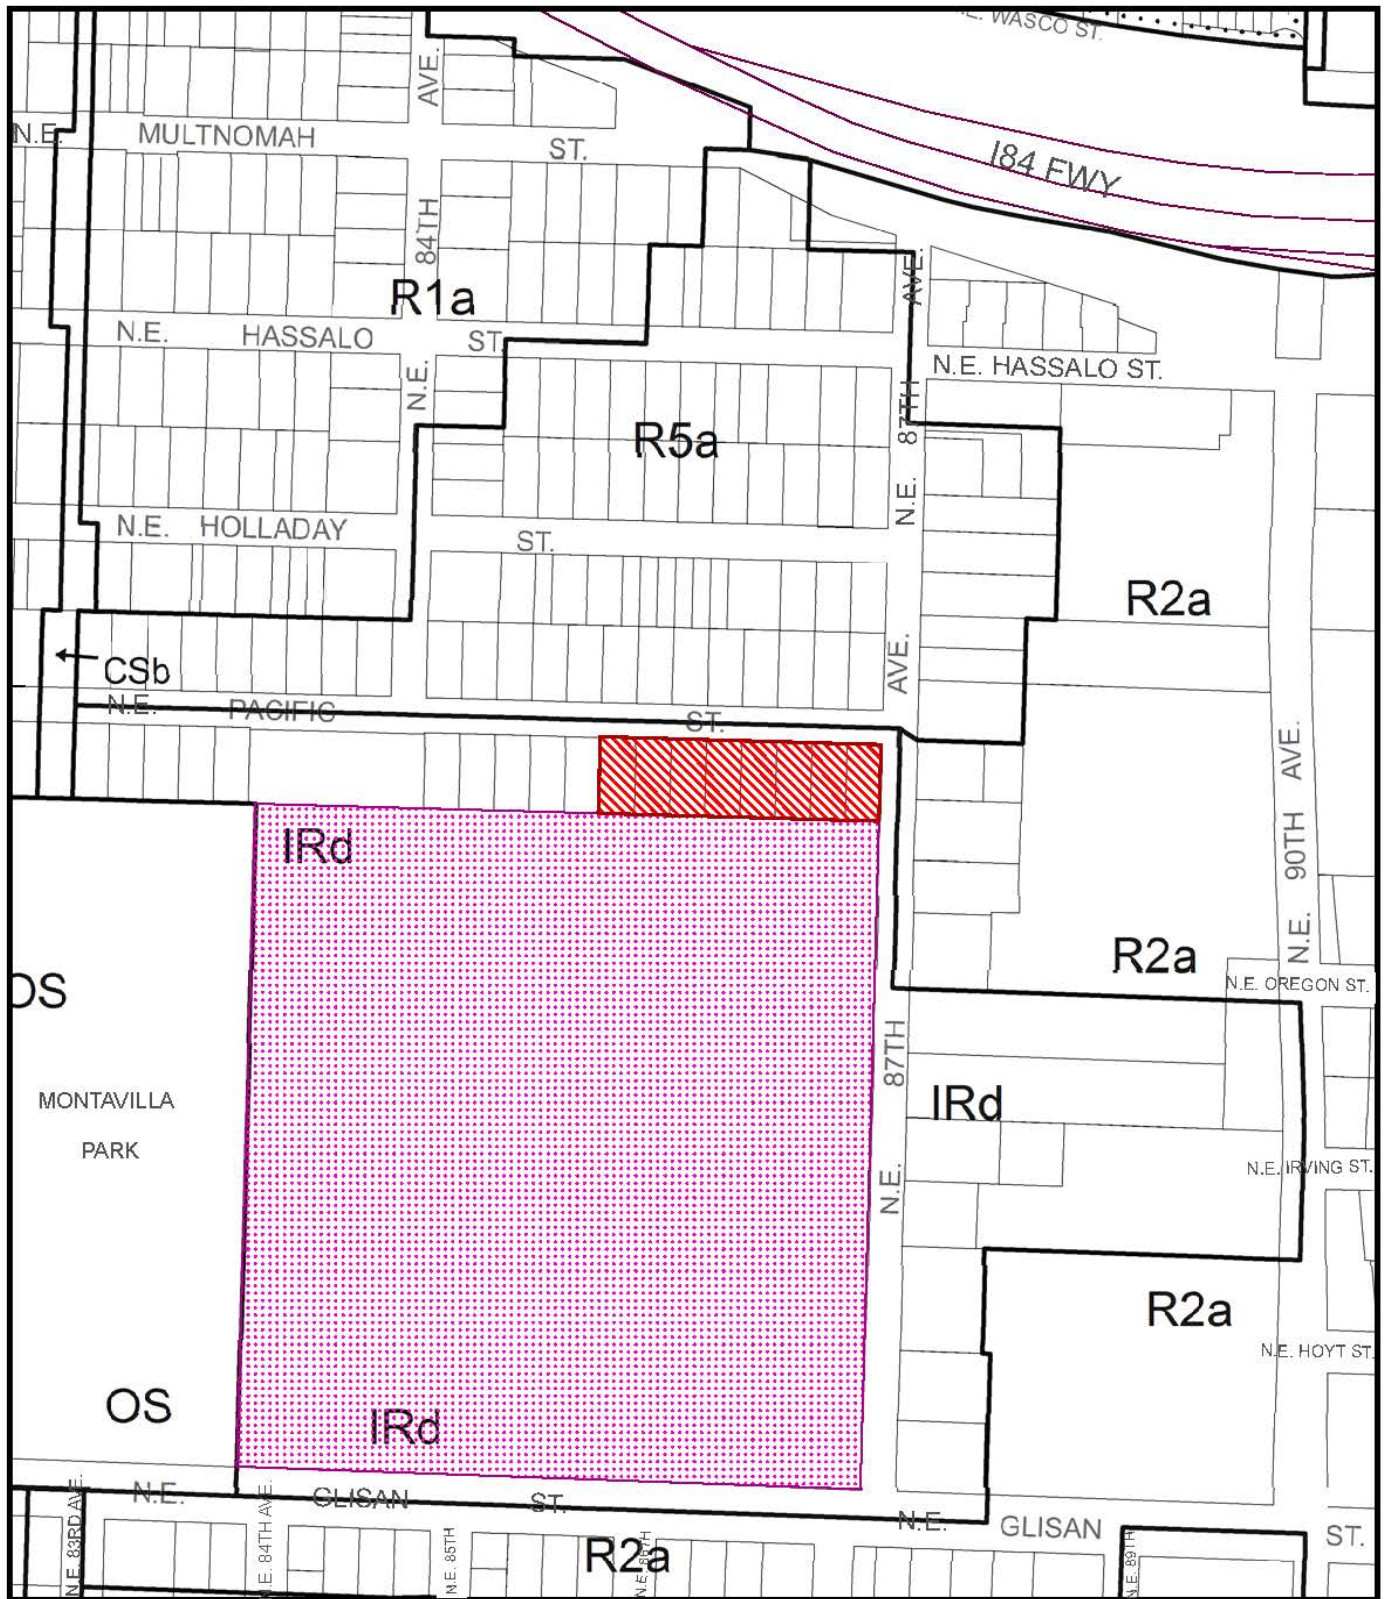 N.E. WASCO ST.
AVE.
N.E. MULTNOMAH ST.
I84 FWY
84TH
R1a
AVE.
N.E. HASSALO ST.
N.E. HASSALO ST.
N.E.
87TH
R5a
N.E.
N.E. HOLLADAY ST.
R2a
AVE.
CSb
N.E. PACIFIC ST.
AVE.
IRd
90TH
N.E.
R2a
OS
N.E. OREGON ST.
87TH
MONTAVILLA
IRd
PARK
N.E. IRVING ST.
N.E.
R2a
N.E. HOYT ST.
OS
IRd
N.E. GLISAN ST.
N.E. GLISAN ST.
N.E. 83RD AVE.
N.E. 84TH AVE.
N.E. 85TH
R2a
N.E. 86TH
N.E. 89TH